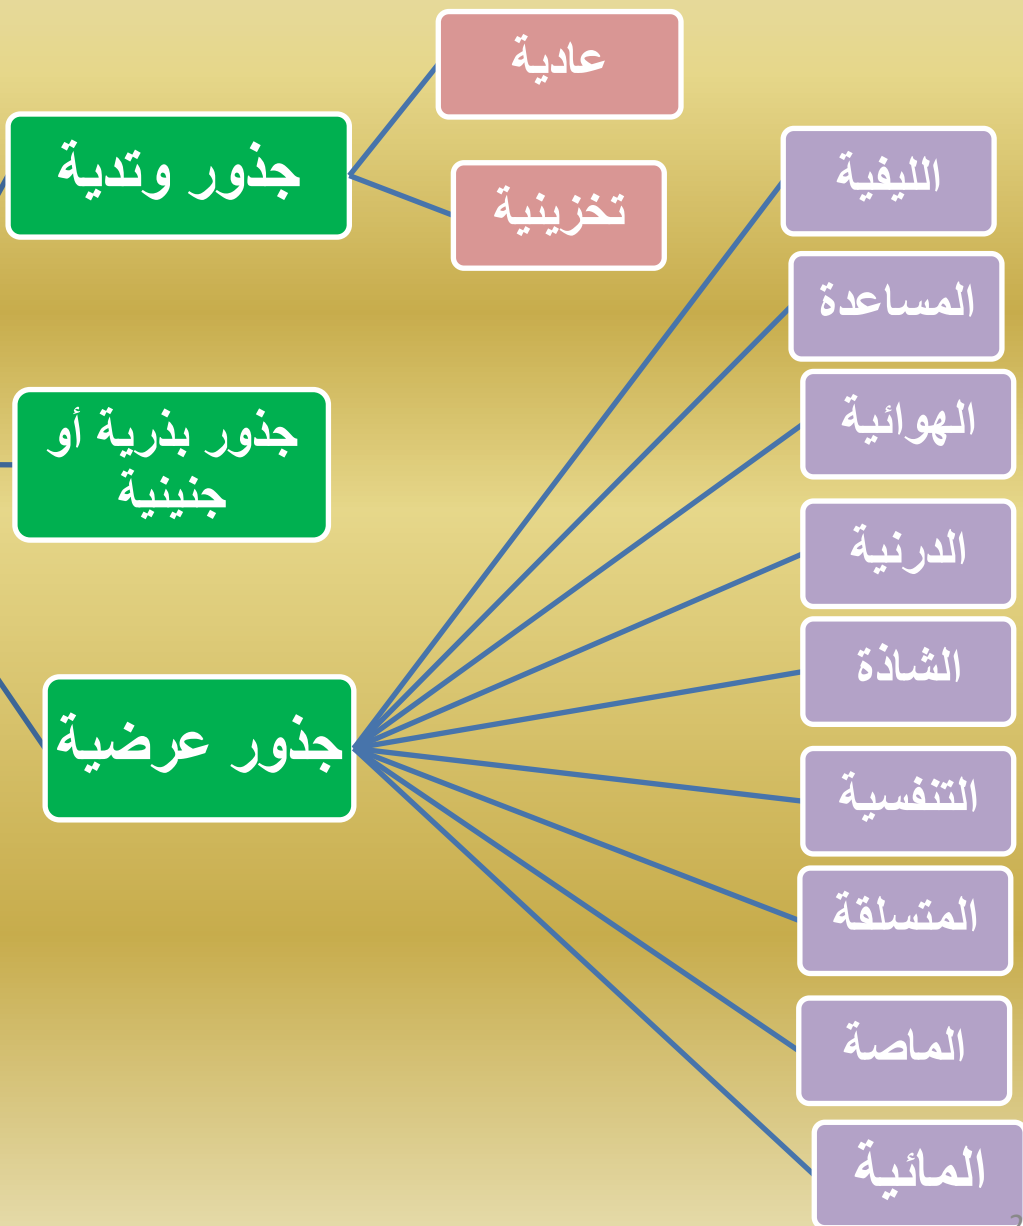 جذور وتدية
عادية
تخزينية
جذور بذرية أو
جنينية
جذور عرضية
الليفية
المساعدة
الهوائية
الدرنية
الشاذة
التنفسية
المتسلقة
الماصة
المائية